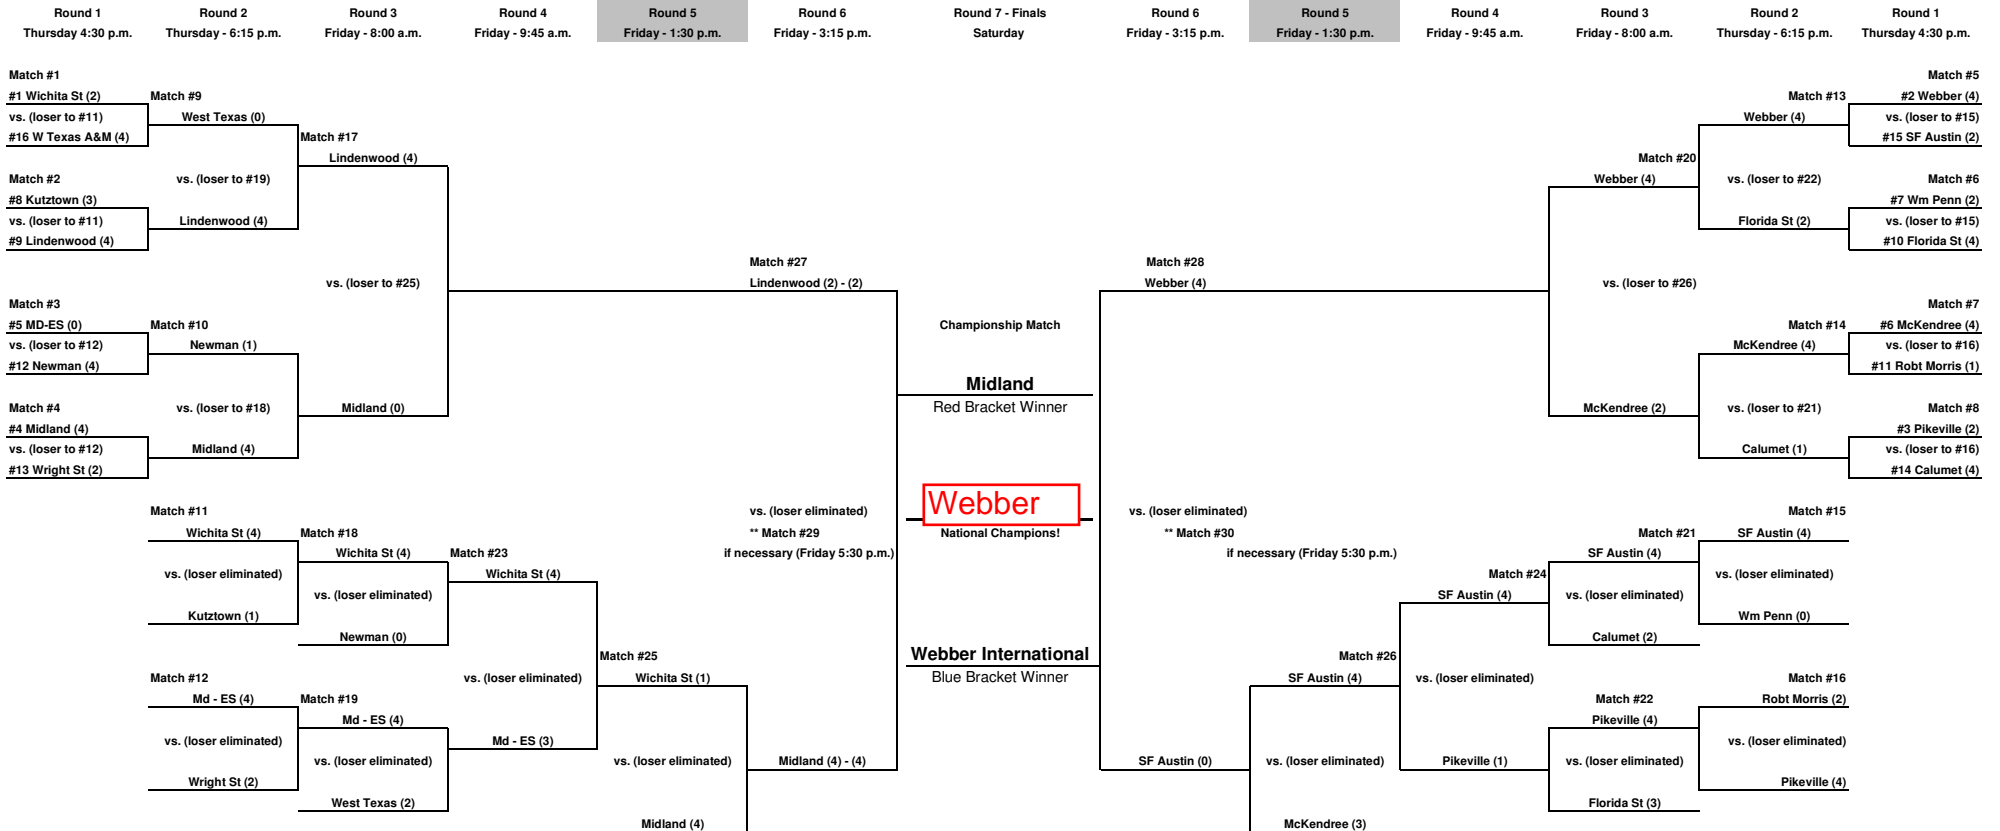 Round 1 Round 2 Round 3 Round 4 Round 5 Round 6 Round 7 - Finals Round 6 Round 5 Round 4 Round 3 Round 2 Round 1
Thursday 4:30 p.m. Thursday - 6:15 p.m. Friday - 8:00 a.m. Friday - 9:45 a.m. Friday - 1:30 p.m. Friday - 3:15 p.m. Saturday Friday - 3:15 p.m. Friday - 1:30 p.m. Friday - 9:45 a.m. Friday - 8:00 a.m. Thursday - 6:15 p.m. Thursday 4:30 p.m.
Match #1 Match #5
#1 Wichita St (2) Match #9 Match #13 #2 Webber (4)
vs. (loser to #11) West Texas (0) Webber (4) vs. (loser to #15)
#16 W Texas A&M (4) Match #17 #15 SF Austin (2)
Lindenwood (4) Match #20
Match #2 vs. (loser to #19) Webber (4) vs. (loser to #22) Match #6
#8 Kutztown (3) #7 Wm Penn (2)
vs. (loser to #11) Lindenwood (4) Florida St (2) vs. (loser to #15)
#9 Lindenwood (4) #10 Florida St (4)
Match #27 Match #28
vs. (loser to #25) Lindenwood (2) - (2) Webber (4) vs. (loser to #26)
Match #3 Match #7
#5 MD-ES (0) Match #10 Championship Match Match #14 #6 McKendree (4)
vs. (loser to #12) Newman (1) McKendree (4) vs. (loser to #16)
#12 Newman (4) #11 Robt Morris (1)
Midland
Match #4 vs. (loser to #18) Midland (0) Red Bracket Winner McKendree (2) vs. (loser to #21) Match #8
#4 Midland (4) #3 Pikeville (2)
vs. (loser to #12) Midland (4) Calumet (1) vs. (loser to #16)
#13 Wright St (2) #14 Calumet (4)
Match #11 vs. (loser eliminated) Webber vs. (loser eliminated) Match #15
Wichita St (4) Match #18 ** Match #29 National Champions! ** Match #30 Match #21 SF Austin (4)
Wichita St (4) Match #23 if necessary (Friday 5:30 p.m.) if necessary (Friday 5:30 p.m.) SF Austin (4)
vs. (loser eliminated) Wichita St (4) Match #24 vs. (loser eliminated)
vs. (loser eliminated) SF Austin (4) vs. (loser eliminated)
Kutztown (1) Wm Penn (0)
Newman (0) Calumet (2)
Match #25 Webber International Match #26
Match #12 vs. (loser eliminated) Wichita St (1) Blue Bracket Winner SF Austin (4) vs. (loser eliminated) Match #16
Md - ES (4) Match #19 Match #22 Robt Morris (2)
Md - ES (4) Pikeville (4)
vs. (loser eliminated) Md - ES (3) vs. (loser eliminated)
vs. (loser eliminated) vs. (loser eliminated) Midland (4) - (4) SF Austin (0) vs. (loser eliminated) Pikeville (1) vs. (loser eliminated)
Wright St (2) Pikeville (4)
West Texas (2) Florida St (3)
Midland (4) McKendree (3)